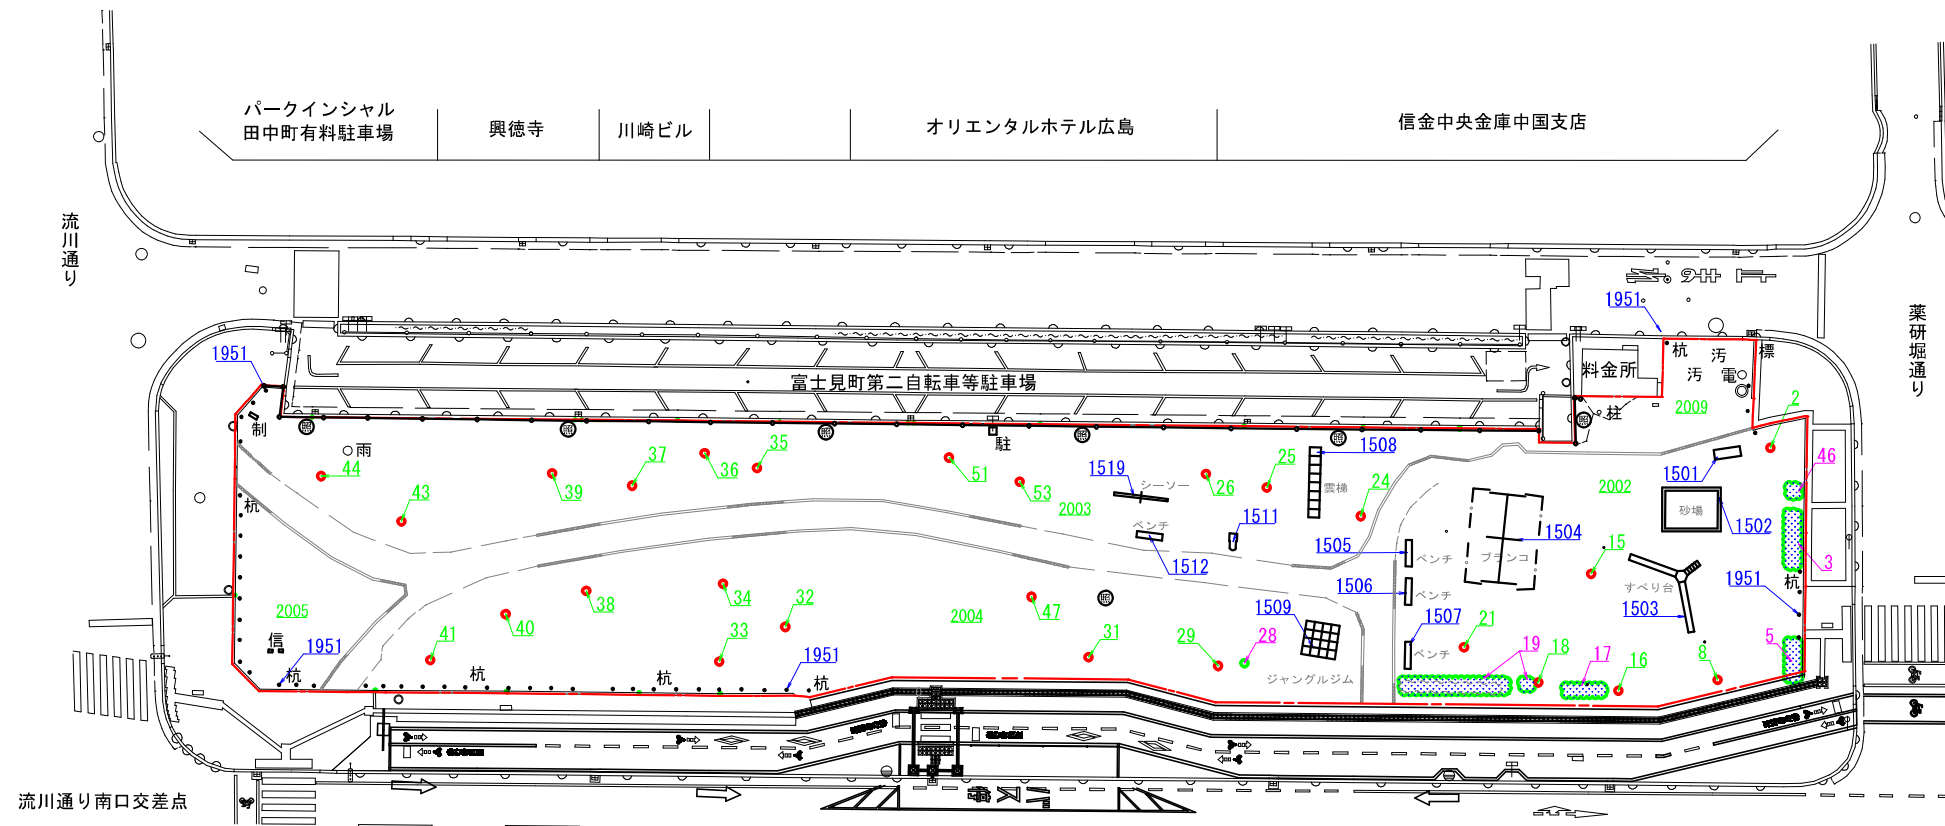 パークインシャル
田中町有料駐車場
興徳寺
川崎ビル
オリエンタルホテル広島
信金中央金庫中国支店
流川通り
薬研堀通り
1951
1951
富士見町第二自転車等駐車場
料金所
杭
汚
標
汚
電
2009
柱
2
制
照
照
照
照
照
照
駐
雨
44
43
39
37
36
35
51
53
1519
シーソー
2003
26
25
1508
雲梯
24
1501
46
2002
砂場
1502
杭
ベンチ
1512
1511
1505
ベンチ
1504
ブランコ
15
3
すべり台
杭
1951
1506
ベンチ
1503
2005
38
34
32
2004
47
照
1509
1507
ベンチ
21
40
41
33
31
29
28
19
18
17
16
8
5
信
1951
杭
杭
杭
1951
杭
ジャングルジム
流川通り南口交差点